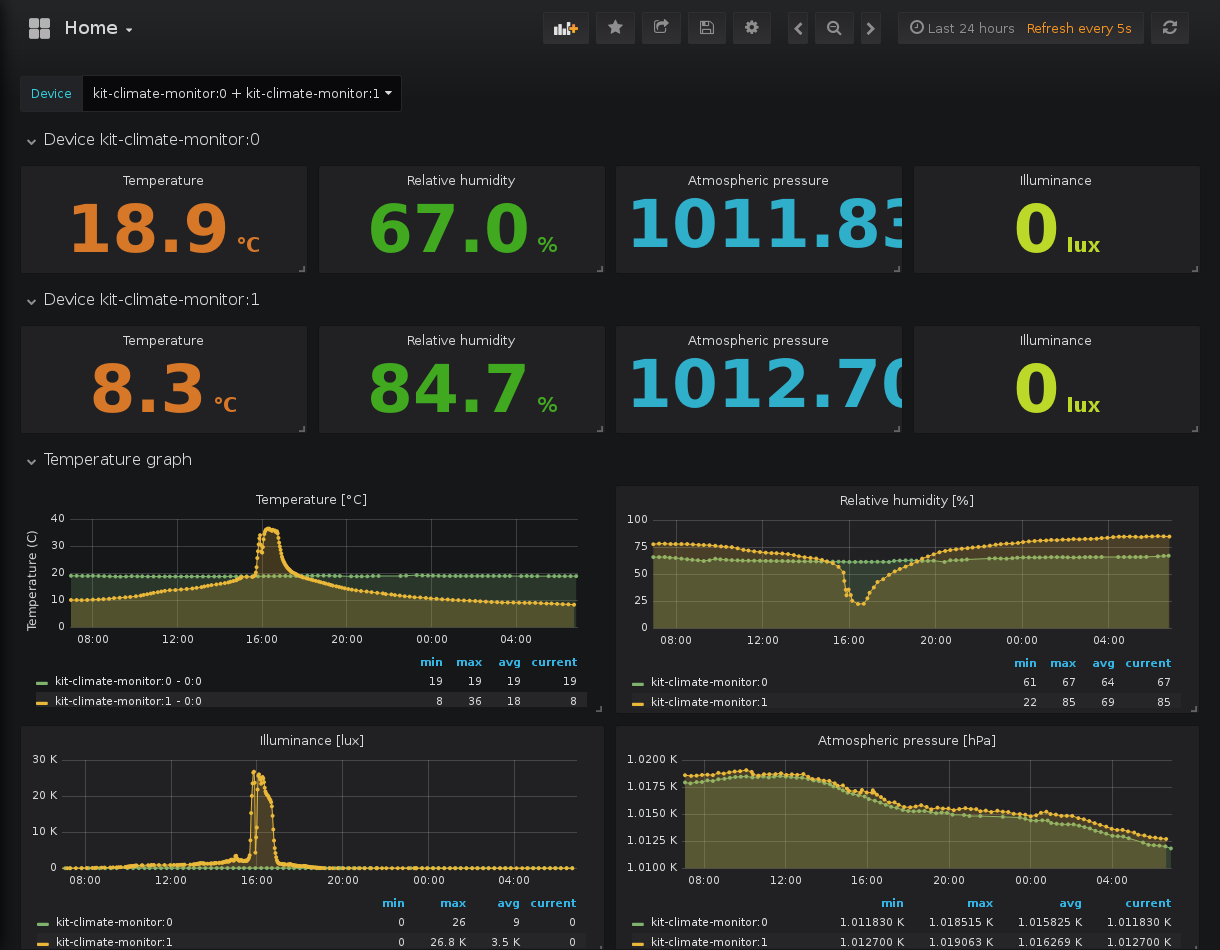 Home
Last 24 hours Refresh every 5s
Device kit-climate-monitor:0 + kit-climate-monitor:1
Device kit-climate-monitor:0
Temperature Relative humidity Atmospheric pressure Illuminance
18.9 °C 67.0 % 1011.83 0 lux
Device kit-climate-monitor:1
Temperature Relative humidity Atmospheric pressure Illuminance
8.3 °C 84.7 % 1012.70 0 lux
Temperature graph
Temperature [°C]
Temperature (C)
40
30
20
10
0
08:00 12:00 16:00 20:00 00:00 04:00
min max avg current
kit-climate-monitor:0 - 0:0 19 19 19 19
kit-climate-monitor:1 - 0:0 8 36 18 8
Relative humidity [%]
100
75
50
25
0
08:00 12:00 16:00 20:00 00:00 04:00
min max avg current
kit-climate-monitor:0 61 67 64 67
kit-climate-monitor:1 22 85 69 85
Illuminance [lux]
30 K
20 K
10 K
0
08:00 12:00 16:00 20:00 00:00 04:00
min max avg current
kit-climate-monitor:0 0 26 9 0
kit-climate-monitor:1 0 26.8 K 3.5 K 0
Atmospheric pressure [hPa]
1.0200 K
1.0175 K
1.0150 K
1.0125 K
1.0100 K
08:00 12:00 16:00 20:00 00:00 04:00
min max avg current
kit-climate-monitor:0 1.011830 K 1.018515 K 1.015825 K 1.011830 K
kit-climate-monitor:1 1.012700 K 1.019063 K 1.016269 K 1.012700 K